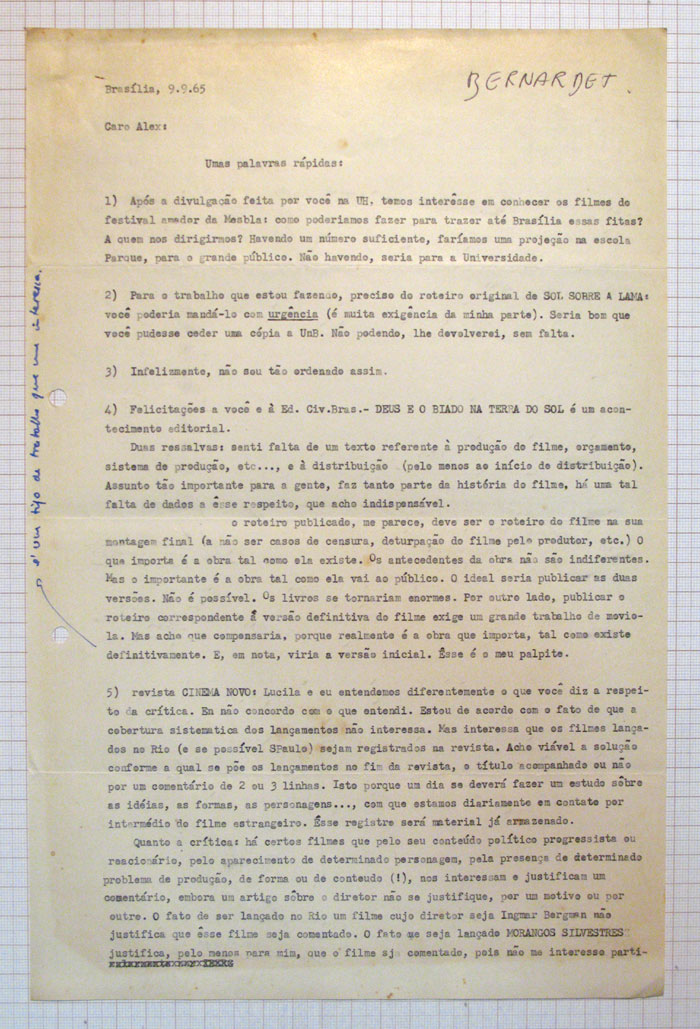 Brasília, 9.9.65
BERNARDET.
Caro Alex:
Umas palavras rápidas:
1) Após a divulgação feita por você na UH, temos interêsse em conhecer os filmes do
festival amador da Mesbla: como poderiamos fazer para trazer até Brasília essas fitas?
A quem nos dirigirmos? Havendo um número suficiente, faríamos uma projeção na escola
Parque, para o grande público. Não havendo, seria para a Universidade.
2) Para o trabalho que estou fazendo, preciso do roteiro original de SOL SOBRE A LAMA:
você poderia mandá-lo com urgência (é muita exigência da minha parte). Seria bom que
você pudesse ceder uma cópia a UnB. Não podendo, lhe devolverei, sem falta.
3) Infelizmente, não sou tão ordenado assim.
4) Felicitações a você e à Ed. Civ.Bras.- DEUS E O BIADO NA TERRA DO SOL é um acon-
tecimento editorial.
Duas ressalvas: senti falta de um texto referente à produção do filme, orçamento,
sistema de produção, etc..., e à distribuição (pelo menos ao início de distribuição).
Assunto tão importante para a gente, faz tanto parte da história do filme, há uma tal
falta de dados a êsse respeito, que acho indispensável.
o roteiro publicado, me parece, deve ser o roteiro do filme na sua
montagem final (a não ser casos de censura, deturpação do filme pelo produtor, etc.) O
que importa é a obra tal como ela existe. Os antecedentes da obra não são indiferentes.
Mas o importante é a obra tal como ela vai ao público. O ideal seria publicar as duas
versões. Não é possível. Os livros se tornariam enormes. Por outro lado, publicar o
roteiro correspondente à versão definitiva do filme exige um grande trabalho de movio-
la. Mas acho que compensaria, porque realmente é a obra que importa, tal como existe
definitivamente. E, em nota, viria a versão inicial. Êsse é o meu palpite.
é um tipo de trabalho que me interessa.
5) revista CINEMA NOVO: Lucila e eu entendemos diferentemente o que você diz a respei-
to da crítica. Eu não concordo com o que entendi. Estou de acordo com o fato de que a
cobertura sistematica dos lançamentos não interessa. Mas interessa que os filmes lança-
dos no Rio (e se possível SPaulo) sejam registrados na revista. Acho viável a solução
conforme a qual se põe os lançamentos no fim da revista, o título acompanhado ou não
por um comentário de 2 ou 3 linhas. Isto porque um dia se deverá fazer um estudo sôbre
as idéias, as formas, as personagens..., com que estamos diariamente em contato por
intermédio do filme estrangeiro. Êsse registro será material já armazenado.
Quanto a crítica: há certos filmes que pelo seu conteúdo político progressista ou
reacionário, pelo aparecimento de determinado personagem, pela presença de determinado
problema de produção, de forma ou de conteudo (!), nos interessam e justificam um
comentário, embora um artigo sôbre o diretor não se justifique, por um motivo ou por
outro. O fato de ser lançado no Rio um filme cujo diretor seja Ingmar Bergman não
justifica que êsse filme seja comentado. O fato me seja lançado MORANGOS SILVESTRES
justifica, pelo menos para mim, que o filme sja comentado, pois não me interesse parti-